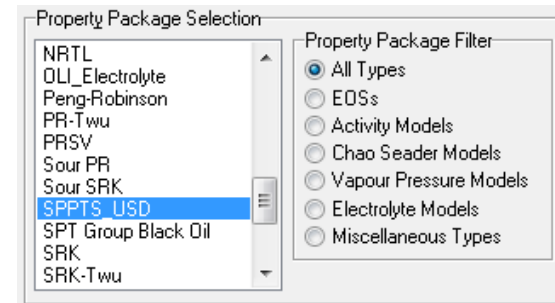 Property Package Selection
NRTL
OLI_Electrolyte
Peng-Robinson
PR-Twu
PRSV
Sour PR
Sour SRK
SPPTS_USD
SPT Group Black Oil
SRK
SRK-Twu
Property Package Filter
All Types
EOSs
Activity Models
Chao Seader Models
Vapour Pressure Models
Electrolyte Models
Miscellaneous Types